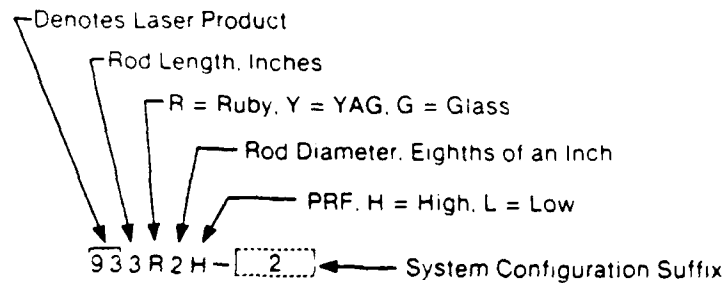 Denotes Laser Product
Rod Length, Inches
R = Ruby, Y = YAG, G = Glass
Rod Diameter, Eighths of an Inch
PRF, H = High, L = Low
933R2H-2
System Configuration Suffix